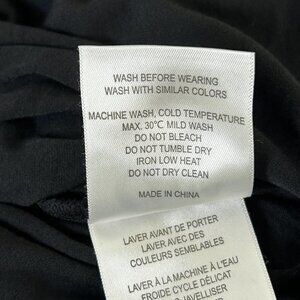 WASH BEFORE WEARING
WASH WITH SIMILAR COLORS
MACHINE WASH, COLD TEMPERATURE
MAX. 30℃ MILD WASH
DO NOT BLEACH
DO NOT TUMBLE DRY
IRON LOW HEAT
DO NOT DRY CLEAN
MADE IN CHINA
LAVER AVANT DE PORTER
LAVER AVEC DES
COULEURS SEMBLABLES
LAVER À LA MACHINE À L'EAU
FROIDE CYCLE DÉLICAT
JAVELLISER